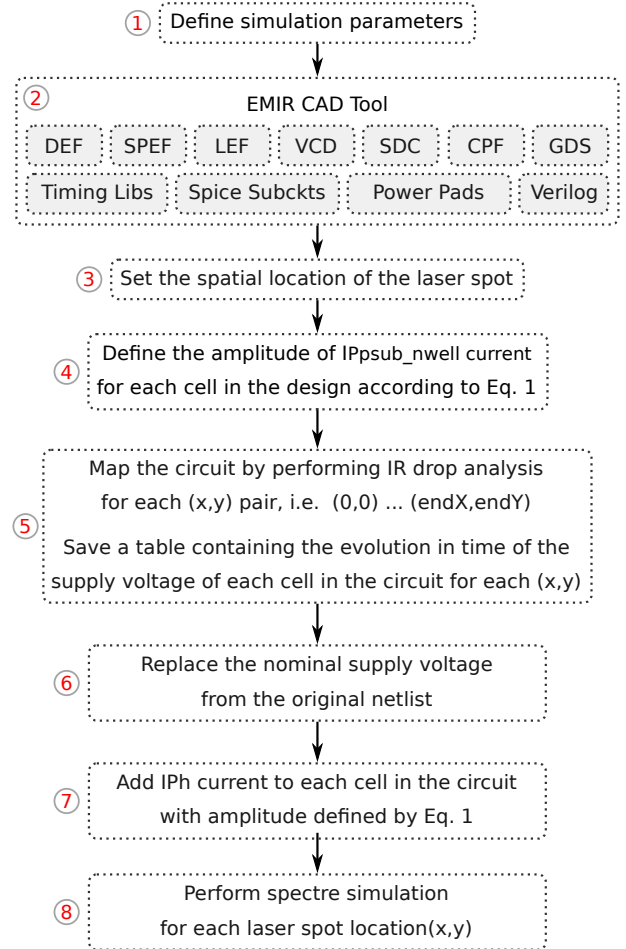 1 Define simulation parameters
2
EMIR CAD Tool
DEF SPEF LEF VCD SDC CPF GDS
Timing Libs Spice Subckts Power Pads Verilog
3 Set the spatial location of the laser spot
Define the amplitude of IPpsub_nwell current
4
for each cell in the design according to Eq. 1
Map the circuit by performing IR drop analysis
for each (x,y) pair, i.e. (0,0) ... (endX,endY)
5
Save a table containing the evolution in time of the
supply voltage of each cell in the circuit for each (x,y)
Replace the nominal supply voltage
6
from the original netlist
Add IPh current to each cell in the circuit
7
with amplitude defined by Eq. 1
Perform spectre simulation
8
for each laser spot location(x,y)